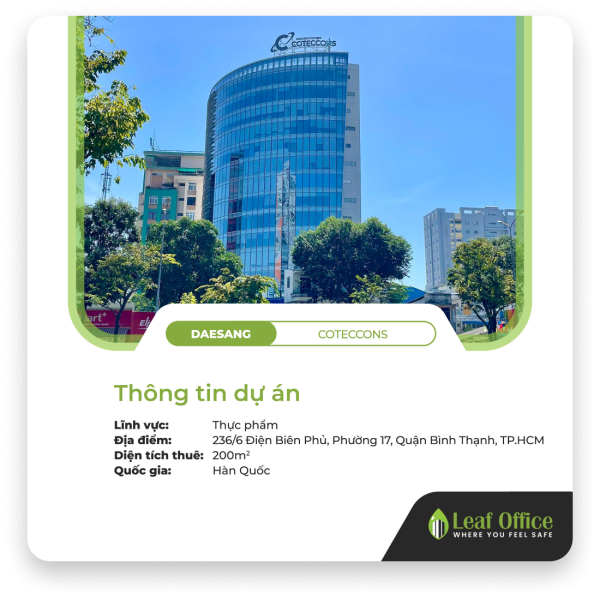 COTECCONS
art+
DAESANG
COTECCONS
Thông tin dự án
Lĩnh vực: Thực phẩm
Địa điểm: 236/6 Điện Biên Phủ, Phường 17, Quận Bình Thạnh, TP.HCM
Diện tích thuê: 200m²
Quốc gia: Hàn Quốc
Leaf Office
WHERE YOU FEEL SAFE